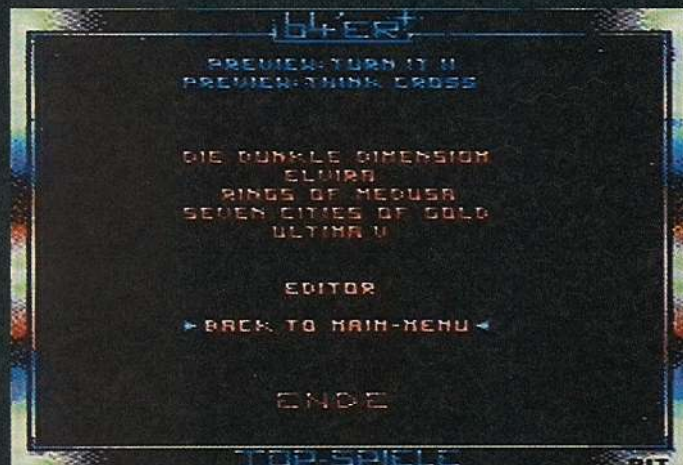 64'ER
PREVIEW: TURN IT II
PREVIEW: THINK CROSS
DIE DUNKLE DIMENSION
ELVIRA
RINGS OF MEDUSA
SEVEN CITIES OF GOLD
ULTIMA V
EDITOR
BACK TO MAIN-MENU
ENDE
TOP-SPIELE